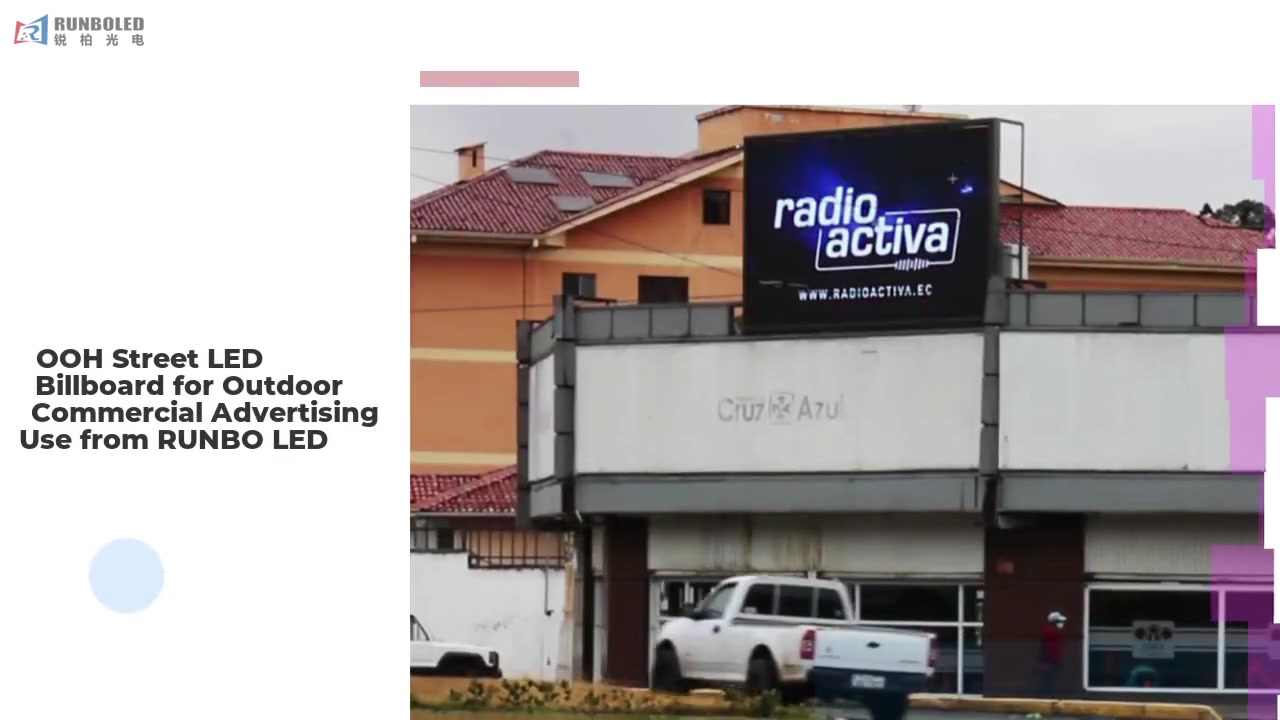 RUNBOLED
锐柏光电
radio
activa
WWW.RADIOACTIVA.EC
Cruz Azul
OOH Street LED
Billboard for Outdoor
Commercial Advertising
Use from RUNBO LED